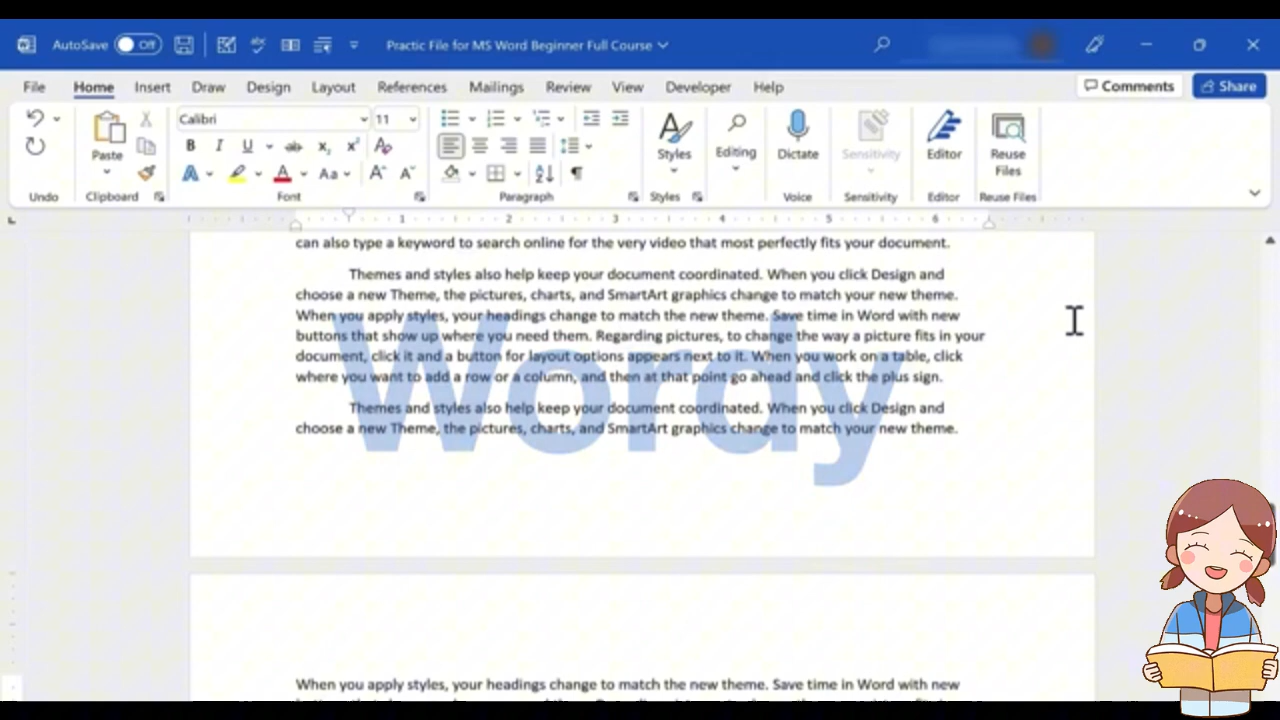 AutoSave Off Practic File for MS Word Beginner Full Course
File Home Insert Draw Design Layout References Mailings Review View Developer Help Comments Share
Calibri 11
Paste Styles Editing Dictate Sensitivity Editor Reuse Files
Undo Clipboard Font Paragraph Styles Voice Sensitivity Editor Reuse Files
1 2 3 4 5 6
can also type a keyword to search online for the very video that most perfectly fits your document.
Themes and styles also help keep your document coordinated. When you click Design and
choose a new Theme, the pictures, charts, and SmartArt graphics change to match your new theme.
When you apply styles, your headings change to match the new theme. Save time in Word with new
buttons that show up where you need them. Regarding pictures, to change the way a picture fits in your
document, click it and a button for layout options appears next to it. When you work on a table, click
where you want to add a row or a column, and then at that point go ahead and click the plus sign.
Themes and styles also help keep your document coordinated. When you click Design and
choose a new Theme, the pictures, charts, and SmartArt graphics change to match your new theme.
Wordy
When you apply styles, your headings change to match the new theme. Save time in Word with new